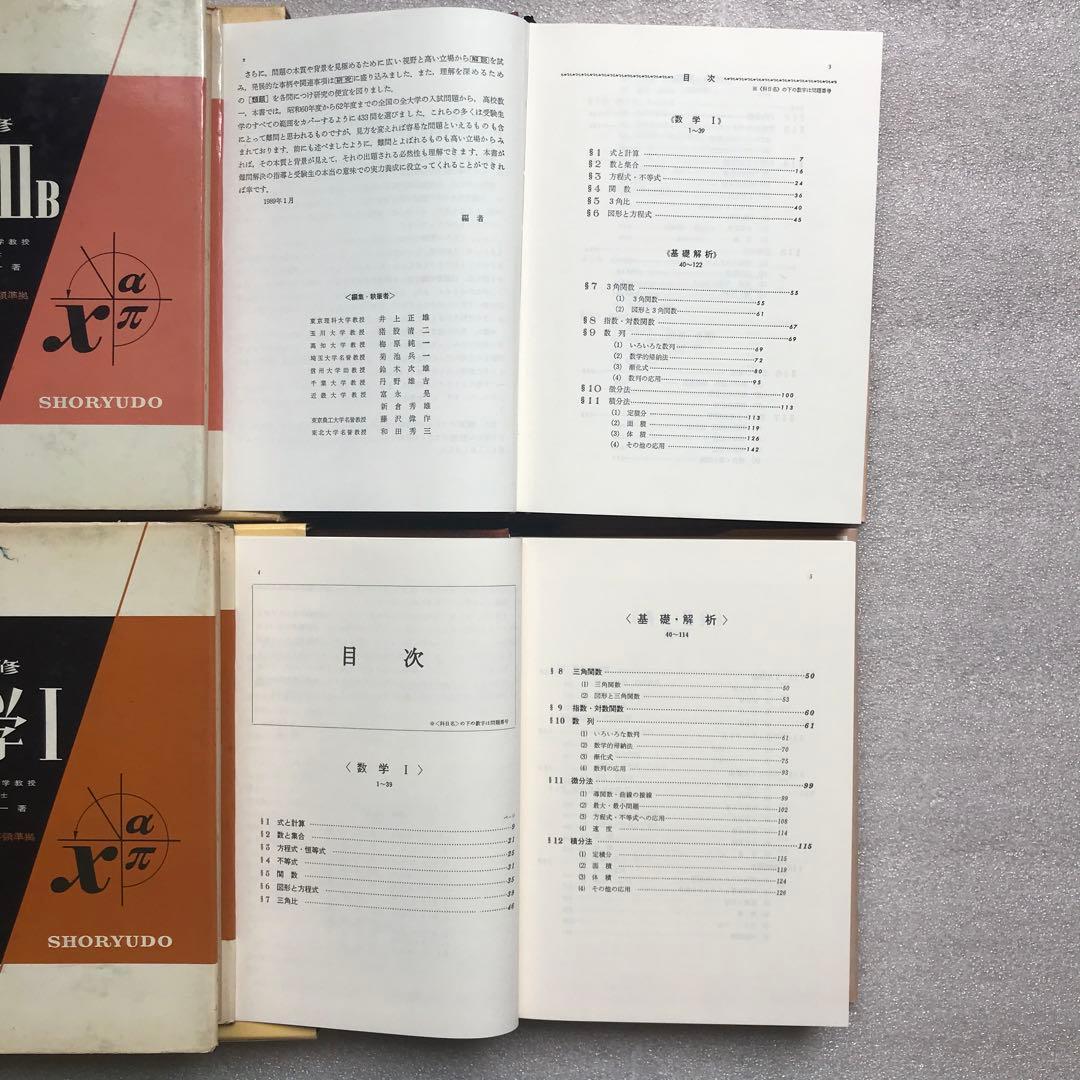 修
ⅡB
学教授
著
領準拠
α
x
π
SHORYUDO
2
さらに，問題の本質や背景を見極めるために広い視野と高い立場から[解説]を試
み，発展的な事柄や関連事項は[研究]に盛り込みました．また，理解を深めるため
の[類題]を各問につけ研究の便宜を図りました．
一，本書では，昭和60年度から62年度までの全国の全大学の入試問題から，高校数
学のすべての範囲をカバーするように433問を選びました．これらの多くは受験生
にとって難問と思われるものですが，見方を変えれば容易な問題といえるものも含
まれております．前にも述べましたように，難問とよばれるものも高い立場からみ
れば，その本質と背景が見えて，それの出題される必然性も理解できます．本書が
難問解決の指導と受験生の本当の意味での実力養成に役立ってくれることができれ
ば幸です．
1989年1月
編者
＜編集・執筆者＞
東京理科大学教授 井上正雄
玉川大学教授 猪股清二
高知大学教授 梅原純一
埼玉大学名誉教授 菊池兵一
信州大学助教授 鈴木次雄
千葉大学教授 丹野雄吉
近畿大学教授 富永晃
新倉秀雄
東京農工大学名誉教授 藤沢偉作
東北大学名誉教授 和田秀三
3
目次
※〈科目名〉の下の数字は問題番号
《数学Ⅰ》
1〜39
§1 式と計算 7
§2 数と集合 16
§3 方程式・不等式 24
§4 関数 36
§5 3角比 40
§6 図形と方程式 45
《基礎解析》
40〜122
§7 3角関数 55
(1) 3角関数 55
(2) 図形と3角関数 61
§8 指数・対数関数 67
§9 数列 69
(1) いろいろな数列 69
(2) 数学的帰納法 72
(3) 漸化式 80
(4) 数列の応用 95
§10 微分法 100
§11 積分法 113
(1) 定積分 113
(2) 面積 119
(3) 体積 126
(4) その他の応用 142
修
学Ⅰ
学教授
士
著
領準拠
α
x
π
SHORYUDO
4
目次
※〈科目名〉の下の数字は問題番号
〈数学Ⅰ〉
1〜39
ページ
§1 式と計算 9
§2 数と集合 21
§3 方程式・恒等式 25
§4 不等式 31
§5 関数 35
§6 図形と方程式 39
§7 三角比 46
5
〈基礎・解析〉
40〜114
§8 三角関数 50
(1) 三角関数 50
(2) 図形と三角関数 53
§9 指数・対数関数 60
§10 数列 61
(1) いろいろな数列 61
(2) 数学的帰納法 70
(3) 漸化式 75
(4) 数列の応用 93
§11 微分法 99
(1) 導関数・曲線の接線 99
(2) 最大・最小問題 102
(3) 方程式・不等式への応用 108
(4) 速度 114
§12 積分法 115
(1) 定積分 115
(2) 面積 119
(3) 体積 124
(4) その他の応用 126